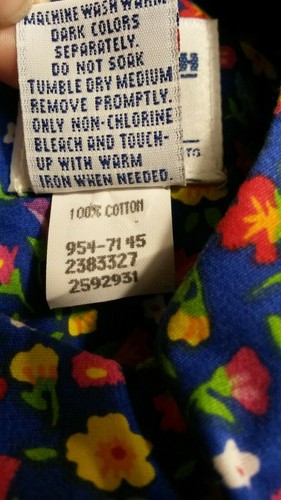 MACHINE WASH WARM
DARK COLORS
SEPARATELY.
DO NOT SOAK
TUMBLE DRY MEDIUM
REMOVE PROMPTLY.
ONLY NON-CHLORINE
BLEACH AND TOUCH-
UP WITH WARM
IRON WHEN NEEDED.
100% COTTON
954-7145
2383327
2592931